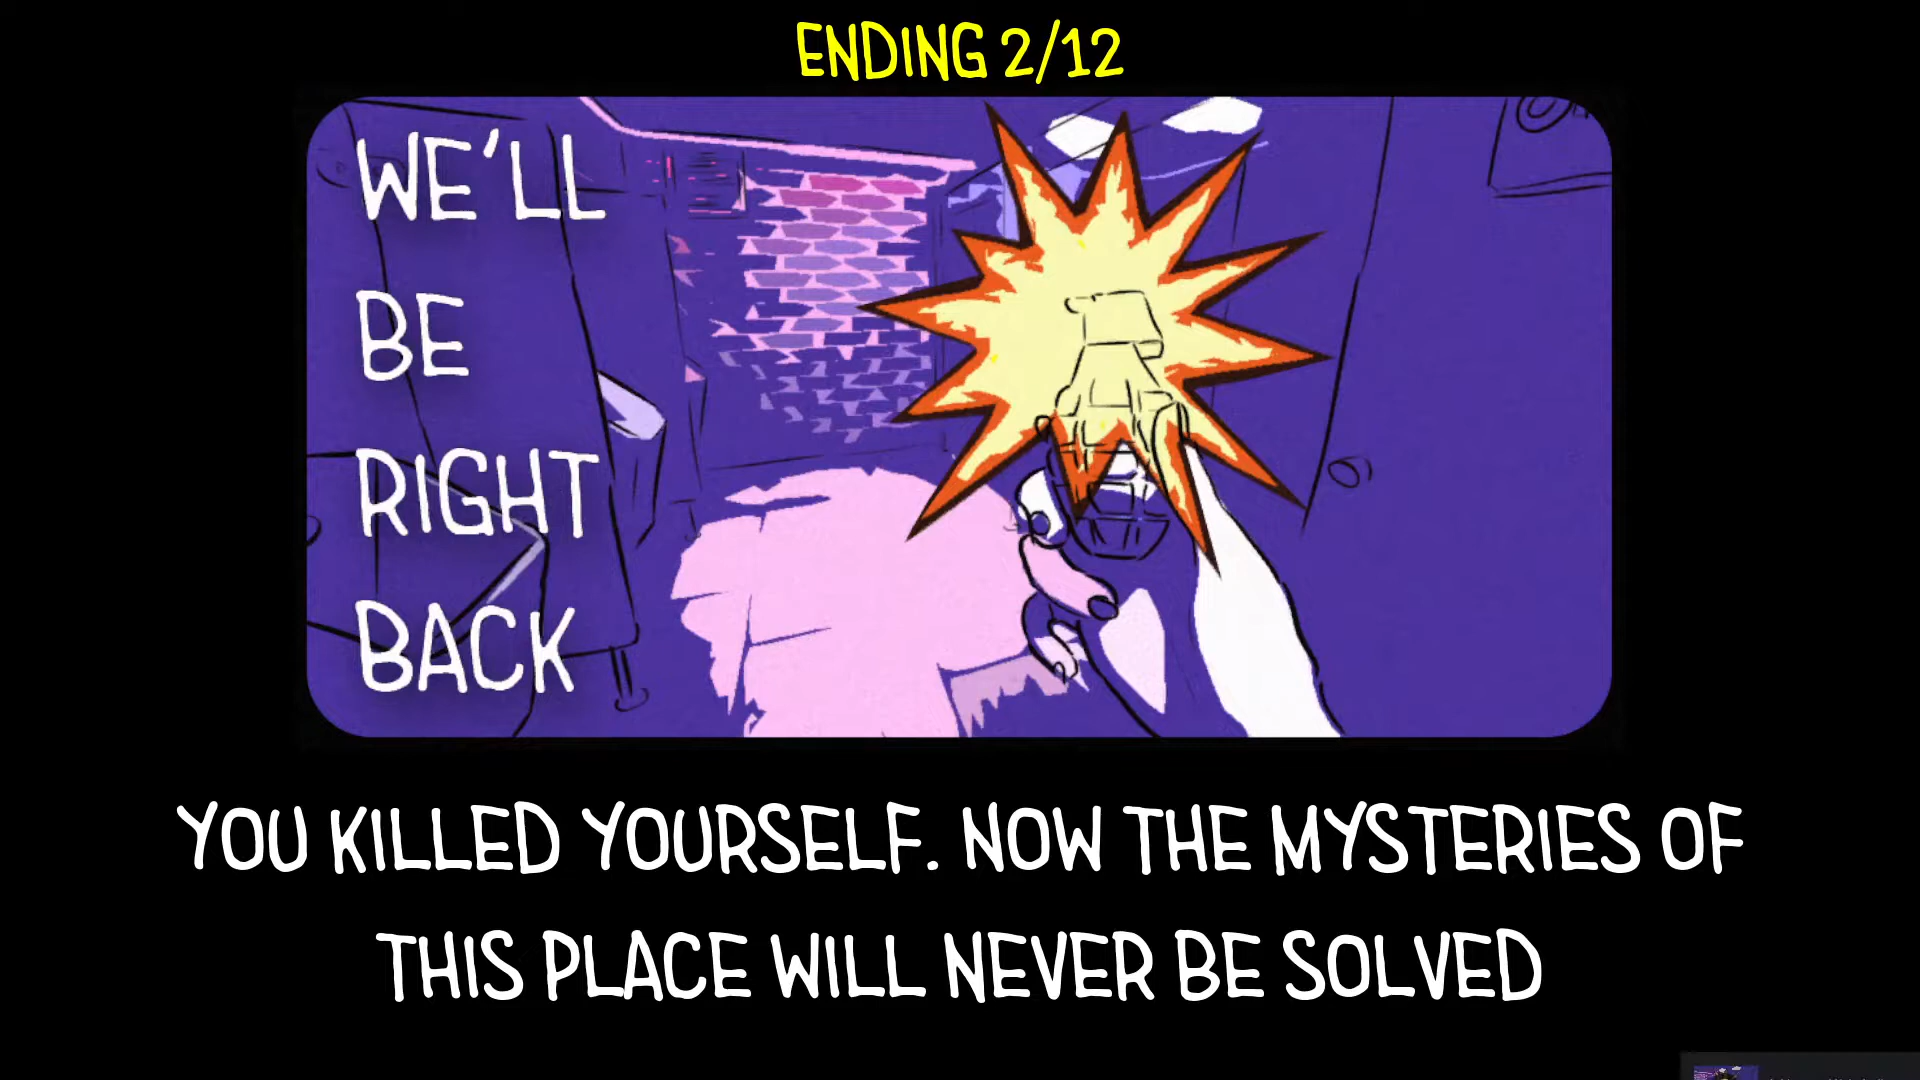 ENDING 2/12
WE'LL
BE
RIGHT
BACK
YOU KILLED YOURSELF. NOW THE MYSTERIES OF
THIS PLACE WILL NEVER BE SOLVED